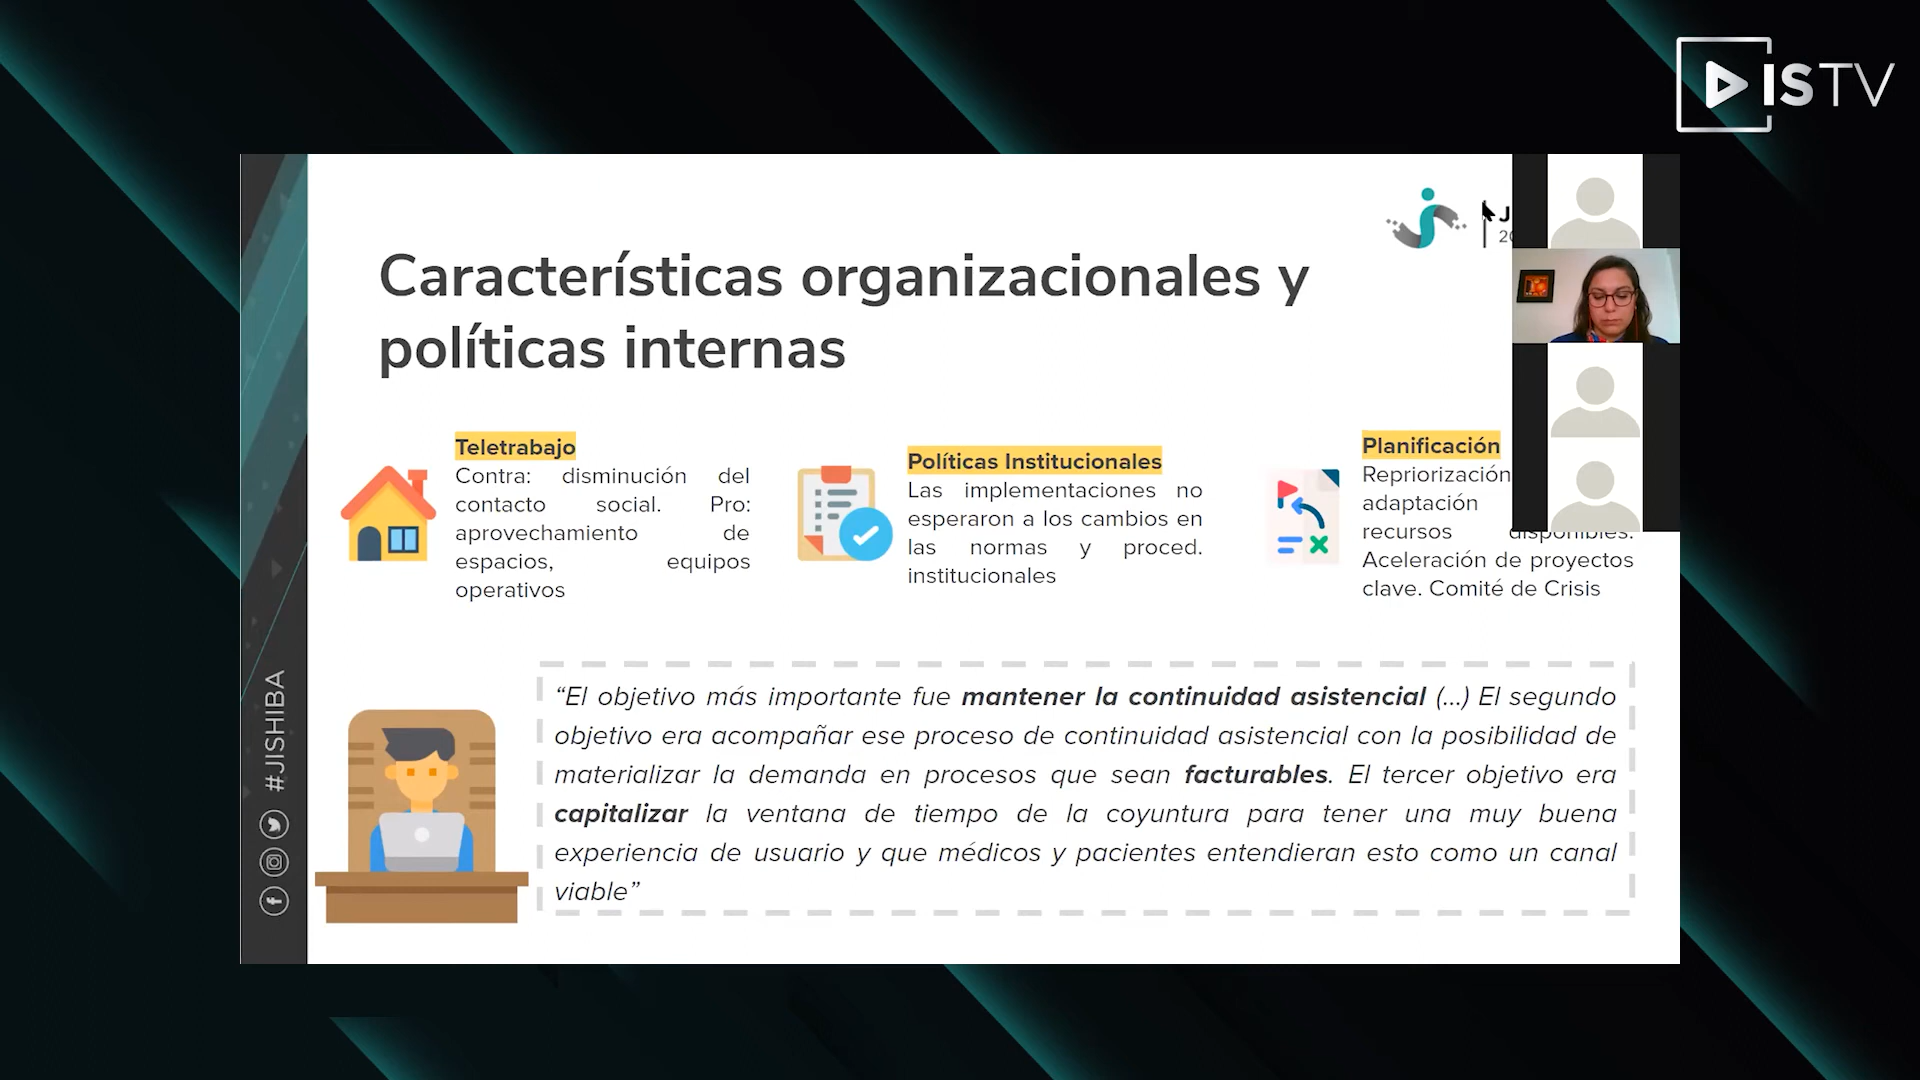 ISTV
Características organizacionales y
políticas internas
Teletrabajo
Contra: disminución del
contacto social. Pro:
aprovechamiento de
espacios, equipos
operativos
Políticas Institucionales
Las implementaciones no
esperaron a los cambios en
las normas y proced.
institucionales
Planificación
Repriorización
adaptación
recursos disponibles.
Aceleración de proyectos
clave. Comité de Crisis
“El objetivo más importante fue mantener la continuidad asistencial (...) El segundo
objetivo era acompañar ese proceso de continuidad asistencial con la posibilidad de
materializar la demanda en procesos que sean facturables. El tercer objetivo era
capitalizar la ventana de tiempo de la coyuntura para tener una muy buena
experiencia de usuario y que médicos y pacientes entendieran esto como un canal
viable”
#JISHIBA